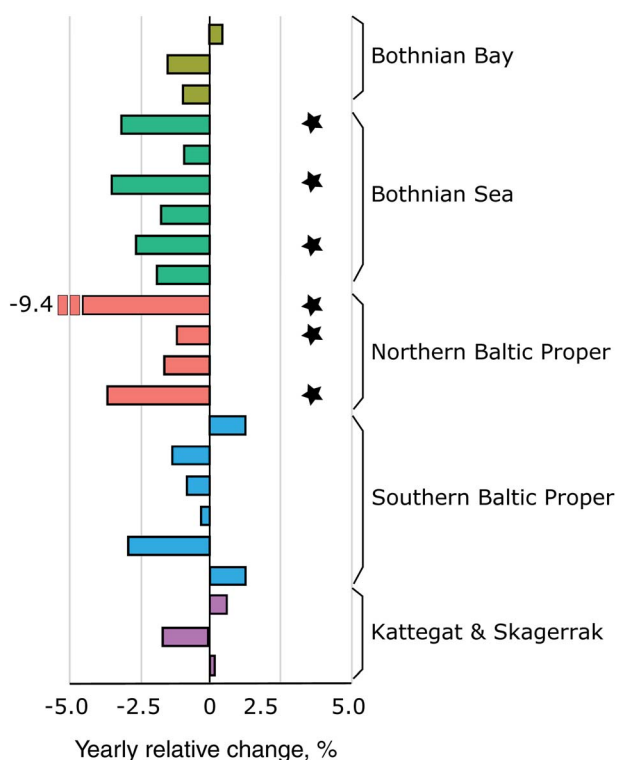 Bothnian Bay
Bothnian Sea
-9.4
Northern Baltic Proper
Southern Baltic Proper
Kattegat & Skagerrak
-5.0 -2.5 0 2.5 5.0
Yearly relative change, %